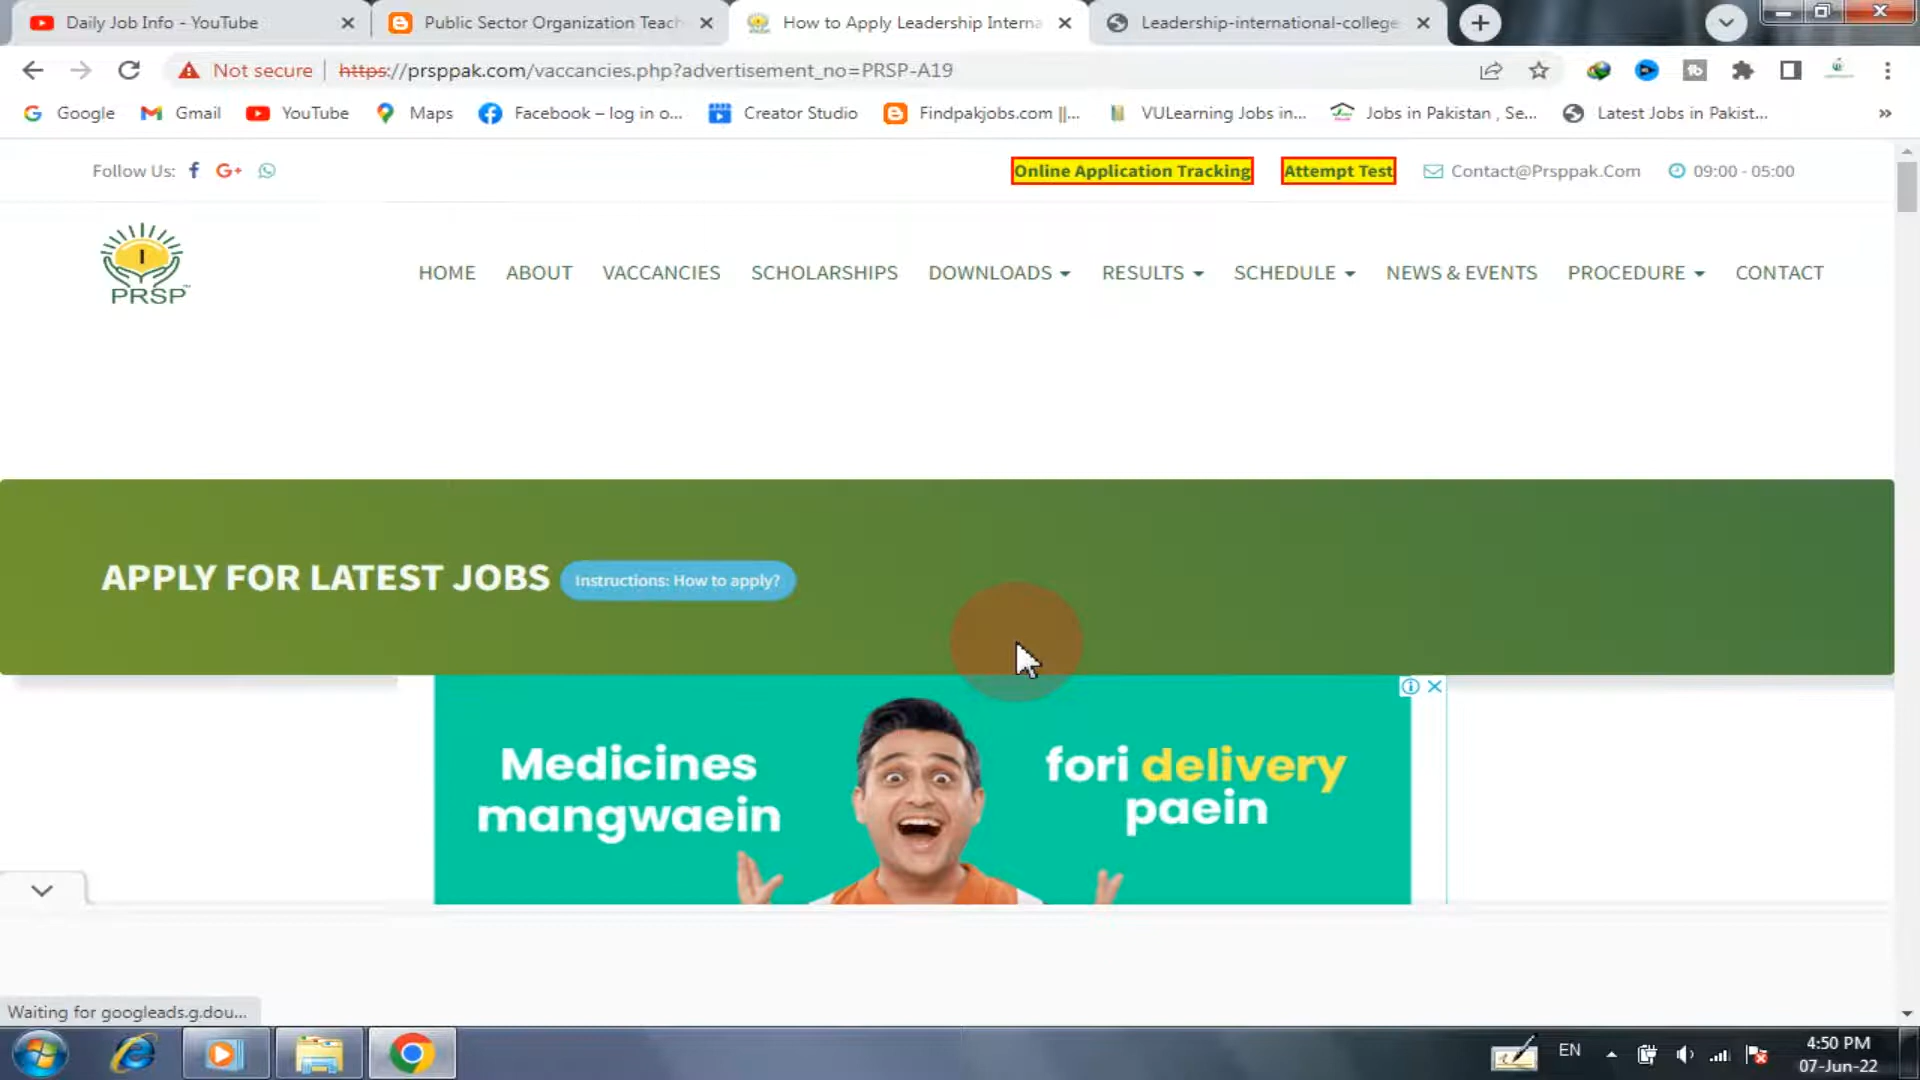 Daily Job Info - YouTube
Public Sector Organization Teach
How to Apply Leadership Interna
Leadership-international-college
Not secure
https://prsppak.com/vaccancies.php?advertisement_no=PRSP-A19
Google
Gmail
YouTube
Maps
Facebook – log in o...
Creator Studio
Findpakjobs.com ||...
VULearning Jobs in...
Jobs in Pakistan , Se...
Latest Jobs in Pakist...
Follow Us:
Online Application Tracking
Attempt Test
Contact@Prsppak.Com
09:00 - 05:00
PRSP
HOME
ABOUT
VACCANCIES
SCHOLARSHIPS
DOWNLOADS
RESULTS
SCHEDULE
NEWS & EVENTS
PROCEDURE
CONTACT
APPLY FOR LATEST JOBS
Instructions: How to apply?
Medicines
mangwaein
fori delivery
paein
Waiting for googleads.g.dou...
EN
4:50 PM
07-Jun-22